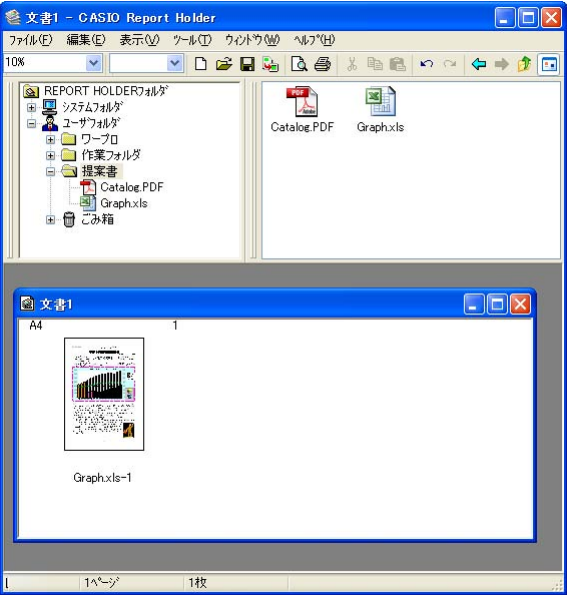 文書1 - CASIO Report Holder
ファイル(F) 編集(E) 表示(V) ツール(T) ウィンドウ(W) ヘルプ(H)
10%
REPORT HOLDERフォルダ
システムフォルダ
ユーザフォルダ
ワープロ
作業フォルダ
提案書
Catalog.PDF
Graph.xls
ごみ箱
Catalog.PDF Graph.xls
文書1
A4 1
Graph.xls-1
1ページ 1枚